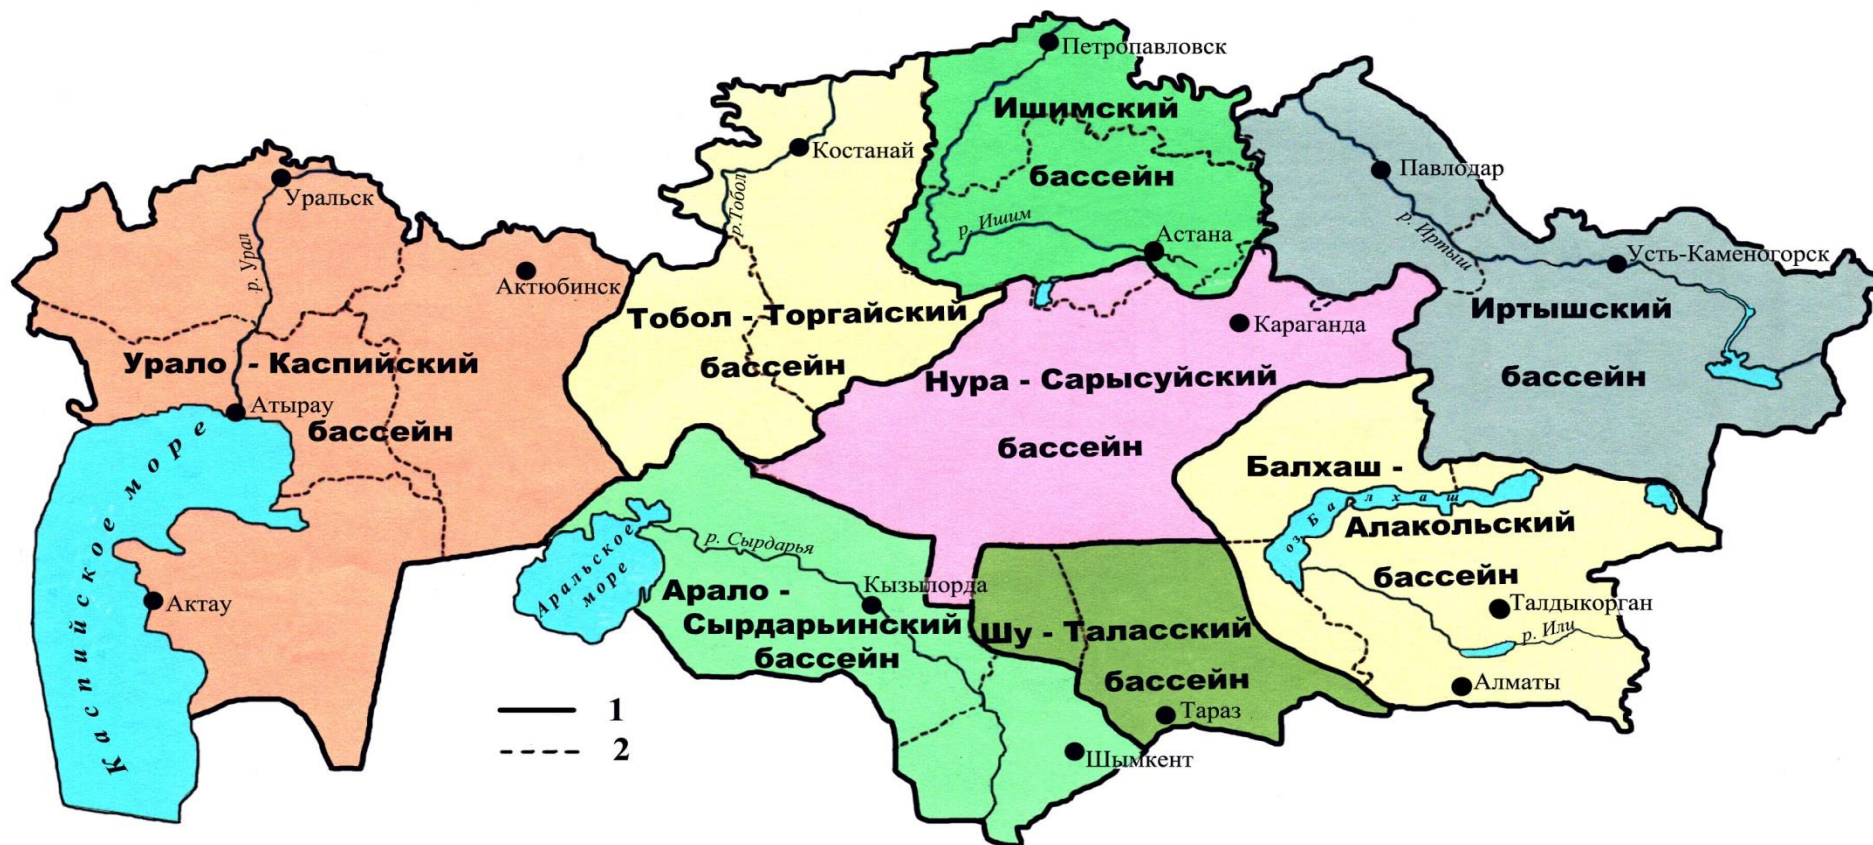 Петропавловск
Ишимский
бассейн
Костанай
р.Тобол
р. Ишим
Астана
Павлодар
р. Иртыш
Усть-Каменогорск
Иртышский
бассейн
Уральск
р. Урал
Актюбинск
Урало - Каспийский
бассейн
Атырау
Каспийское море
Актау
Тобол - Торгайский
бассейн
Караганда
Нура - Сарысуйский
бассейн
Балхаш -
Алакольский
бассейн
оз. Балхаш
Талдыкорган
р. Или
Алматы
Аральское
море
р. Сырдарья
Кызылорда
Арало -
Сырдарьинский
бассейн
Шу - Таласский
бассейн
Тараз
Шымкент
1
2